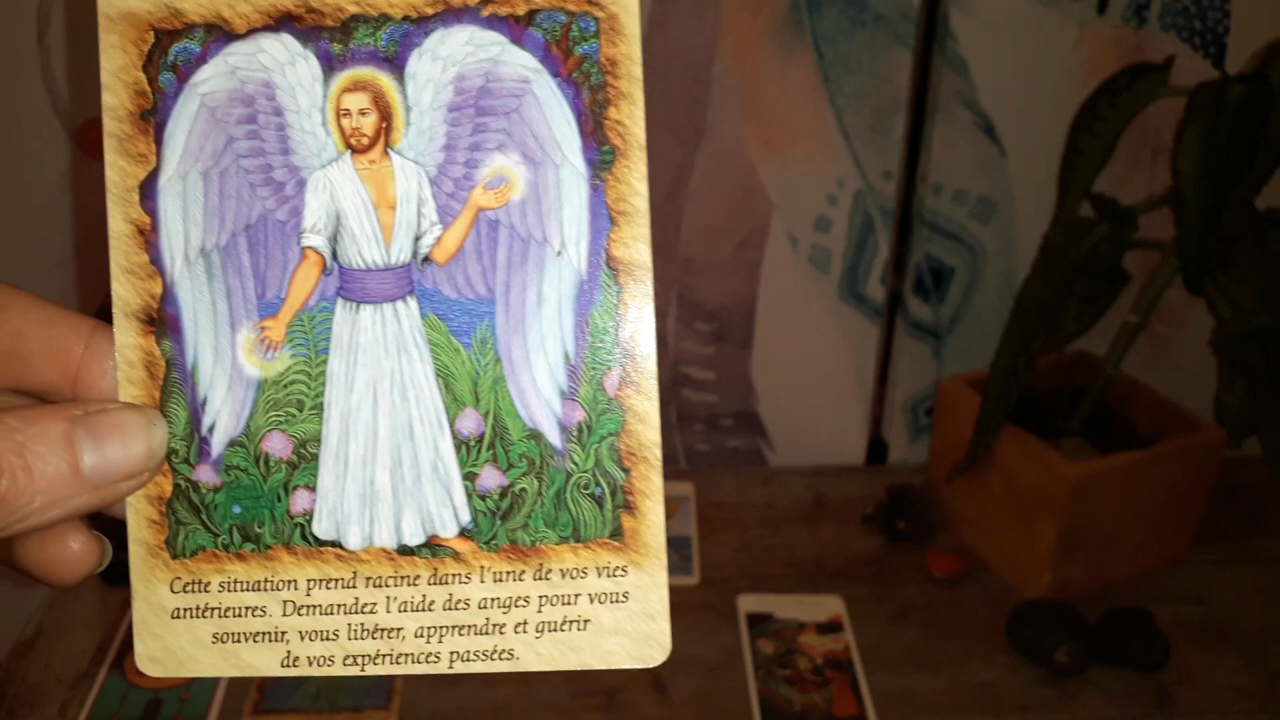 Cette situation prend racine dans l'une de vos vies
antérieures. Demandez l'aide des anges pour vous
souvenir, vous libérer, apprendre et guérir
de vos expériences passées.